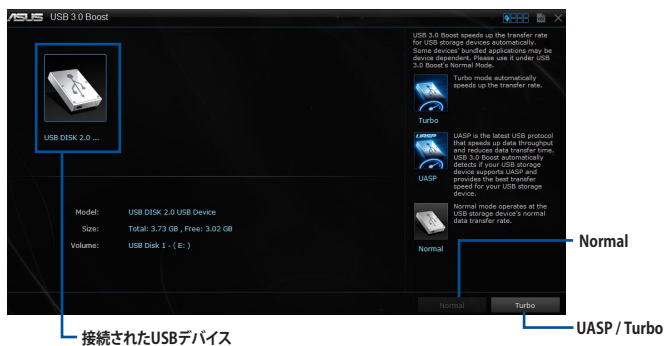 ASUS USB 3.0 Boost
USB 3.0 Boost speeds up the transfer rate
for USB storage devices automatically.
Some devices' bundled applications may be
device dependent. Please use it under USB
3.0 Boost's Normal Mode.
Turbo mode automatically
speeds up the transfer rate.
Turbo
USB DISK 2.0 ...
UASP
UASP is the latest USB protocol
that speeds up data throughput
and reduces data transfer time.
USB 3.0 Boost automatically
detects if your USB storage
device supports UASP and
provides the best transfer
speed for your USB storage
device.
UASP
Normal mode operates at the
USB storage device's normal
data transfer rate.
Normal
Model: USB DISK 2.0 USB Device
Size: Total: 3.73 GB , Free: 3.02 GB
Volume: USB Disk 1 - ( E: )
Normal
Normal
Turbo
UASP / Turbo
接続されたUSBデバイス